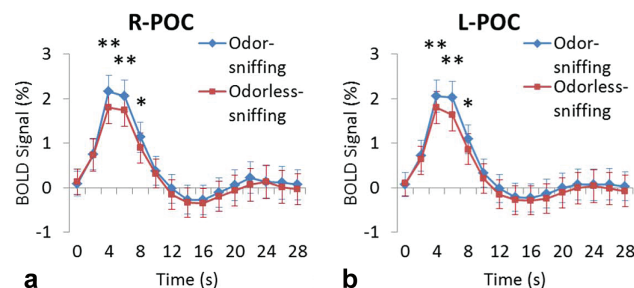 R-POC
BOLD Signal (%)
3
2
1
0
-1
**
**
*
Odor-
sniffing
Odorless-
sniffing
0 4 8 12 16 20 24 28
Time (s)
a
L-POC
BOLD Signal (%)
3
2
1
0
-1
**
**
*
Odor-
sniffing
Odorless-
sniffing
0 4 8 12 16 20 24 28
Time (s)
b